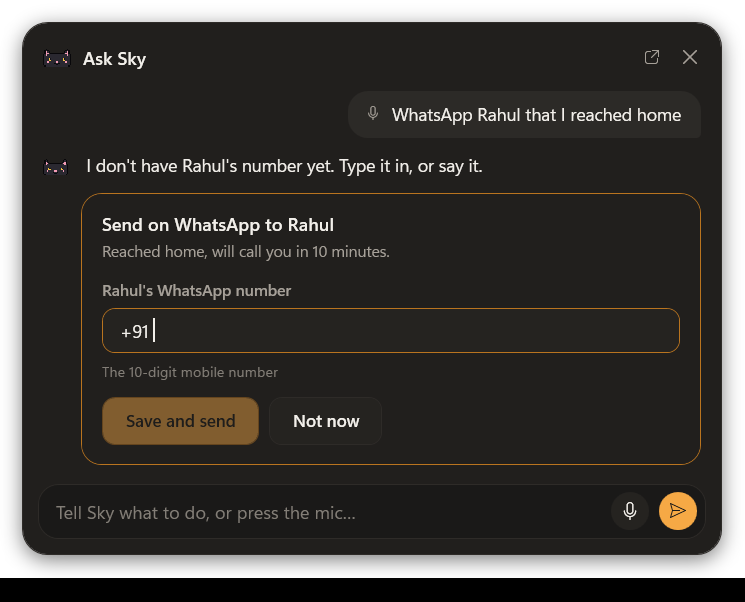 Ask Sky
WhatsApp Rahul that I reached home
I don't have Rahul's number yet. Type it in, or say it.
Send on WhatsApp to Rahul
Reached home, will call you in 10 minutes.
Rahul's WhatsApp number
+91
The 10-digit mobile number
Save and send
Not now
Tell Sky what to do, or press the mic...